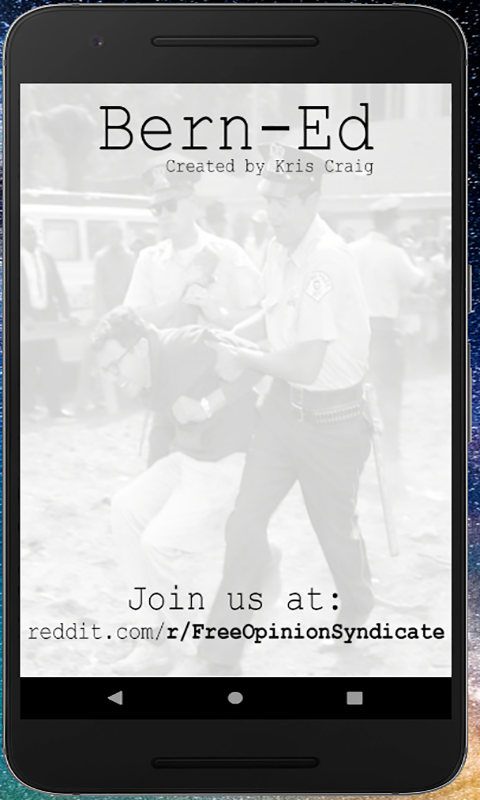 Bern-Ed
Created by Kris Craig
Join us at:
reddit.com/r/FreeOpinionSyndicate